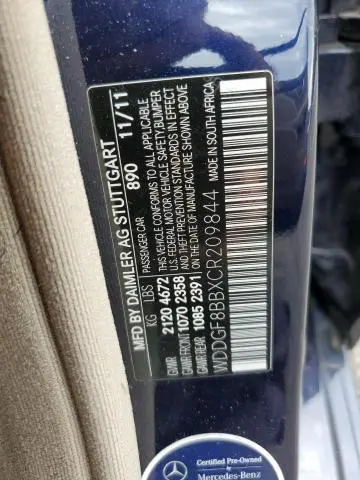 MFD BY DAIMLER AG STUTTGART 11/11
PASSENGER CAR 890
KG LBS
GMWR 2120 4672
GAWR FRONT 1070 2358
GAWR REAR 1085 2391
THIS VEHICLE CONFORMS TO ALL APPLICABLE
U.S. FEDERAL MOTOR VEHICLE SAFETY, BUMPER
AND THEFT PREVENTION STANDARDS IN EFFECT
ON THE DATE OF MANUFACTURE SHOWN ABOVE
WDDGF8BBXCR209844 MADE IN SOUTH AFRICA
Certified Pre-Owned
by
Mercedes-Benz